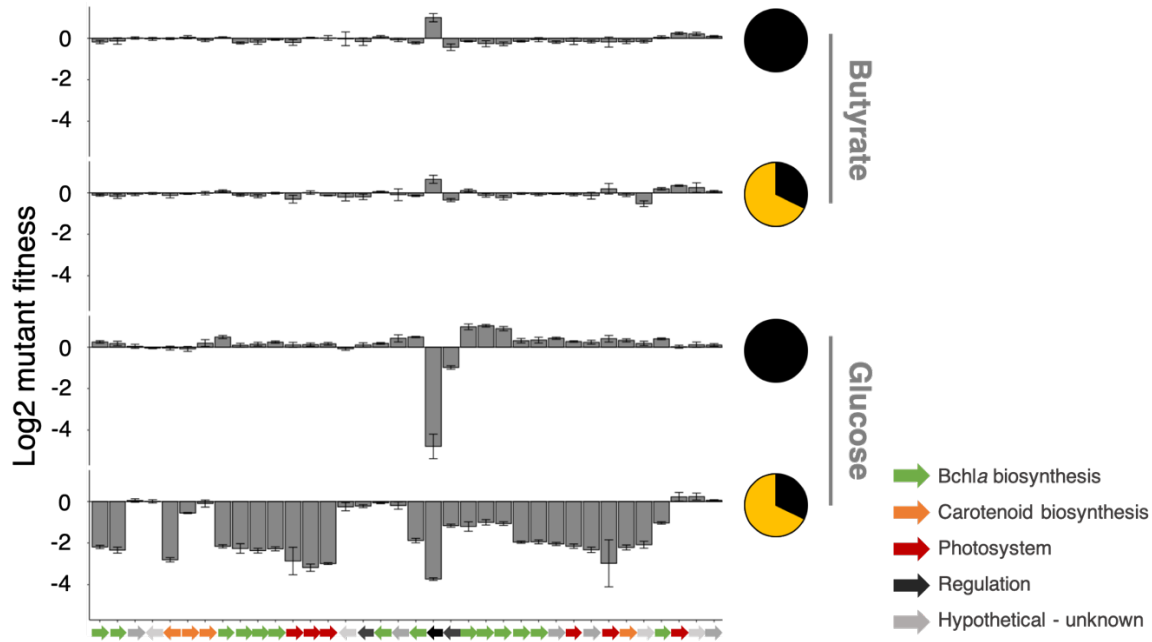 Log2 mutant fitness
0
-2
-4
0
-2
-4
0
-2
-4
0
-2
-4
Butyrate
Glucose
Bchla biosynthesis
Carotenoid biosynthesis
Photosystem
Regulation
Hypothetical - unknown